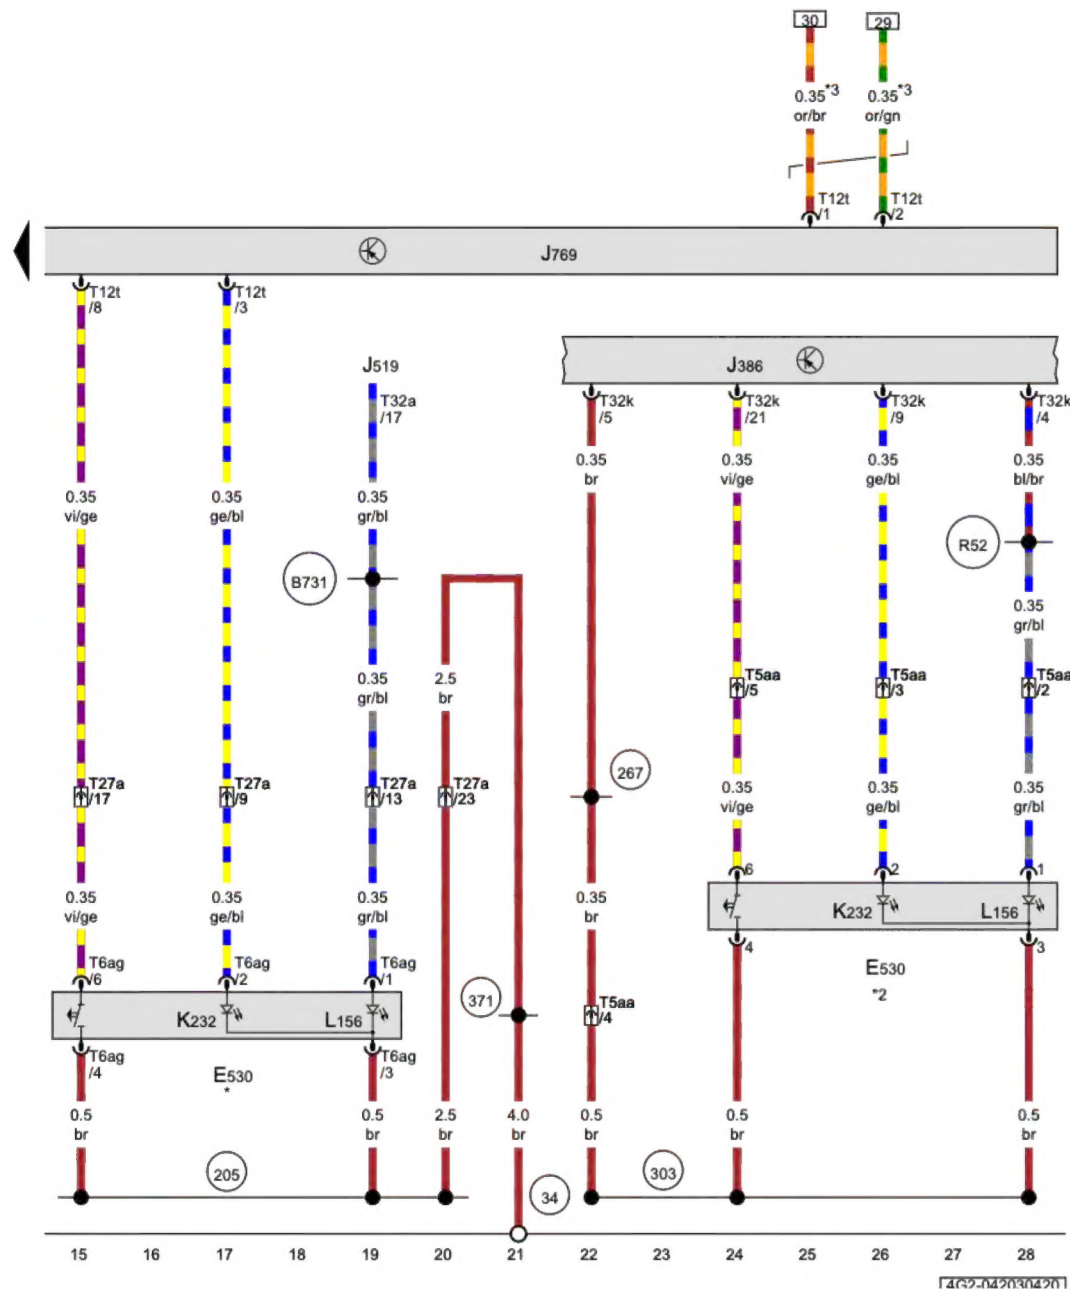 30 29
0.35*3 0.35*3
or/br or/gn
T12t T12t
/1 /2
J769
T12t T12t
/8 /3
J519 J386
T32a T32k T32k T32k T32k
/17 /5 /21 /9 /4
0.35 0.35 0.35 0.35 0.35
br vi/ge ge/bl bl/br
0.35 0.35 0.35
vi/ge ge/bl gr/bl
R52
B731
0.35
gr/bl
0.35 2.5 T5aa T5aa T5aa
gr/bl br /5 /3 /2
267
T27a T27a T27a T27a 0.35 0.35 0.35
/17 /9 /13 /23 vi/ge ge/bl gr/bl
6 2 1
0.35 0.35 0.35 0.35
vi/ge ge/bl gr/bl br
K232 L156
4 3
T6ag T6ag T6ag E530
/6 /2 /1 *2
371
T5aa
/4
K232 L156
T6ag T6ag
/4 /3
E530
*
0.5 0.5 2.5 4.0 0.5 0.5 0.5
br br br br br br br
205 34 303
15 16 17 18 19 20 21 22 23 24 25 26 27 28
4G2-042030420